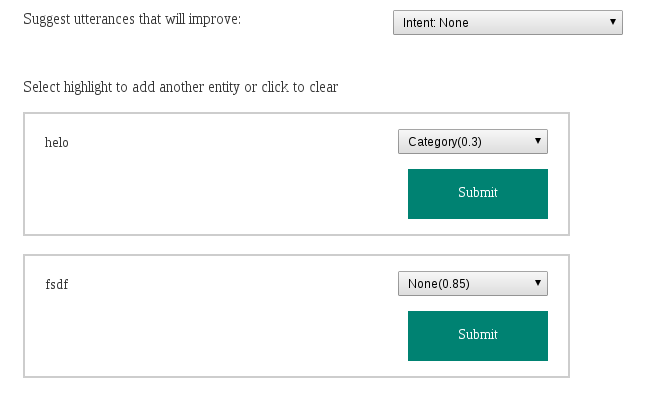 Suggest utterances that will improve:
Intent: None
Select highlight to add another entity or click to clear
helo
Category(0.3)
Submit
fsdf
None(0.85)
Submit